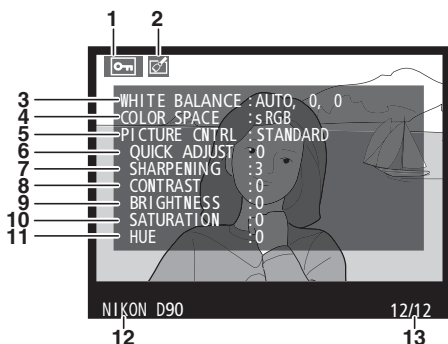 1 2
3 WHITE BALANCE :AUTO, 0, 0
4 COLOR SPACE :sRGB
5 PICTURE CNTRL :STANDARD
6 QUICK ADJUST :0
7 SHARPENING :3
8 CONTRAST :0
9 BRIGHTNESS :0
10 SATURATION :0
11 HUE :0
NIKON D90 12/12
12 13